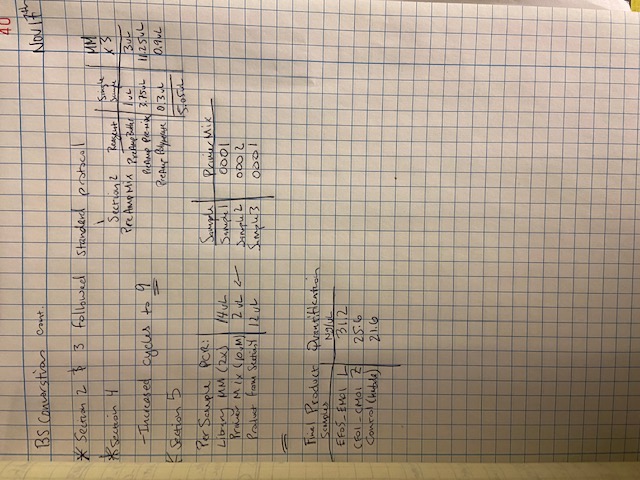 40
Nov 17th
BS Conversion cont.
* Section 2 & 3 followed standard protocol
* Section 4
- Increased cycles to 9
Section 2
PreAmp Mix
Reagent | Single Sample | MM x 3
PreAmp Buffer | 1uL | 3uL
PreAmp Pre-mix | 3.75uL | 11.25uL
PreAmp Polymerase | 0.3uL | 0.9uL
5.05uL
* Section 5
Per Sample PCR:
Library MM (2x) | 14uL
Primer Mix (10uM) | 2uL
Product from Section 4 | 12uL
Sample | Primer Mix
Sample 1 | 0001
Sample 2 | 0002
Sample 3 | 0001
Final Product Quantification
Samples | Ng/uL
EF05_EM01 1 | 31.2
CF01_CM01 2 | 25.6
Control | 21.6